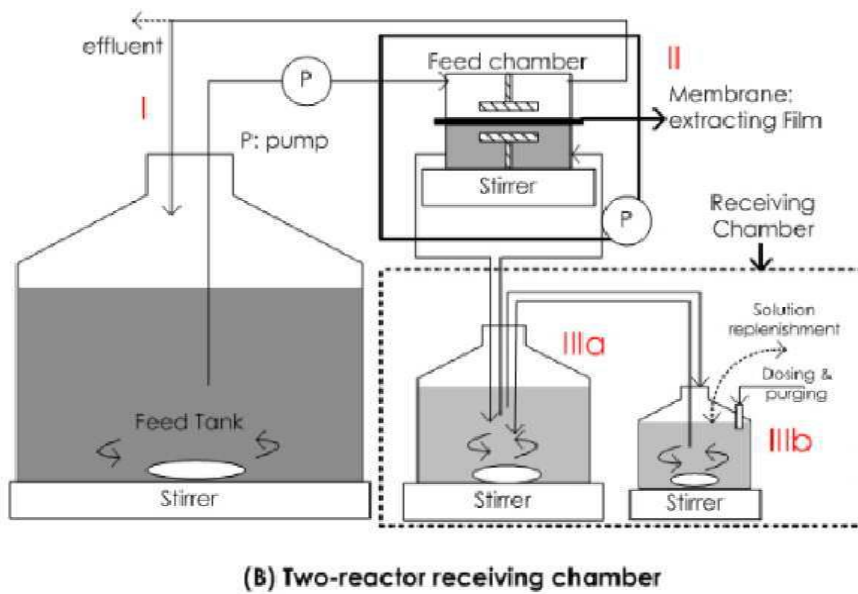 effluent
I
P
P: pump
Feed chamber
II
Membrane:
extracting Film
Stirrer
P
Receiving
Chamber
Feed Tank
Stirrer
IIIa
Stirrer
Solution
replenishment
Dosing &
purging
IIIb
Stirrer
(B) Two-reactor receiving chamber